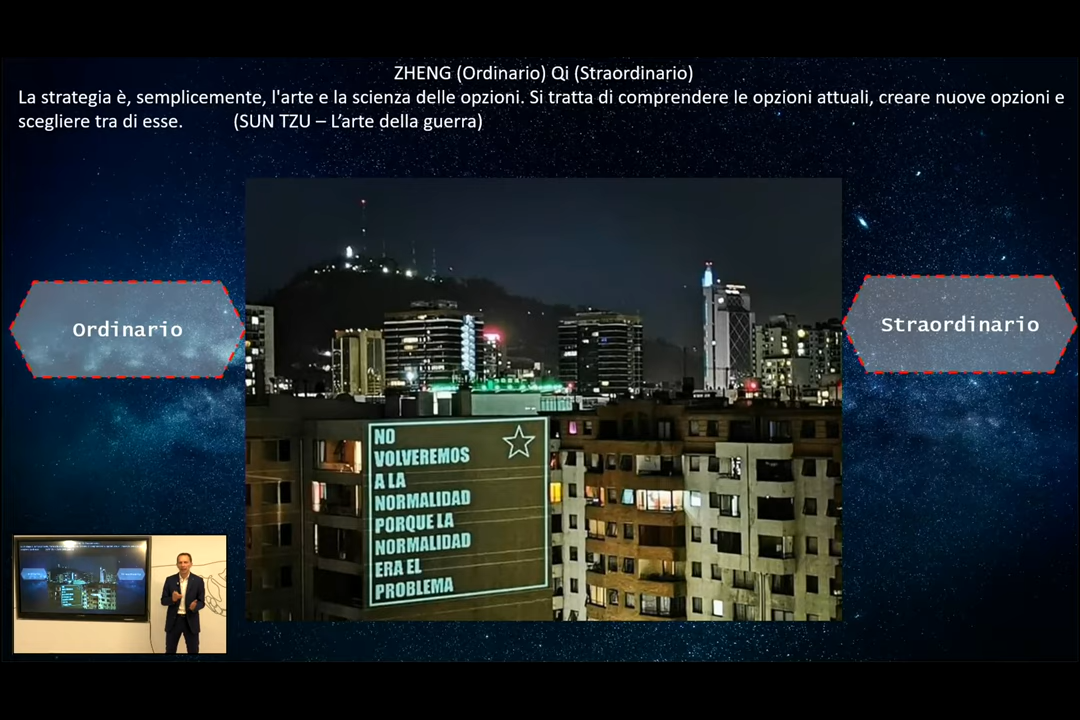 ZHENG (Ordinario) Qi (Straordinario)
La strategia è, semplicemente, l'arte e la scienza delle opzioni. Si tratta di comprendere le opzioni attuali, creare nuove opzioni e
scegliere tra di esse. (SUN TZU – L’arte della guerra)
Ordinario
Straordinario
NO
VOLVEREMOS
A LA
NORMALIDAD
PORQUE LA
NORMALIDAD
ERA EL
PROBLEMA